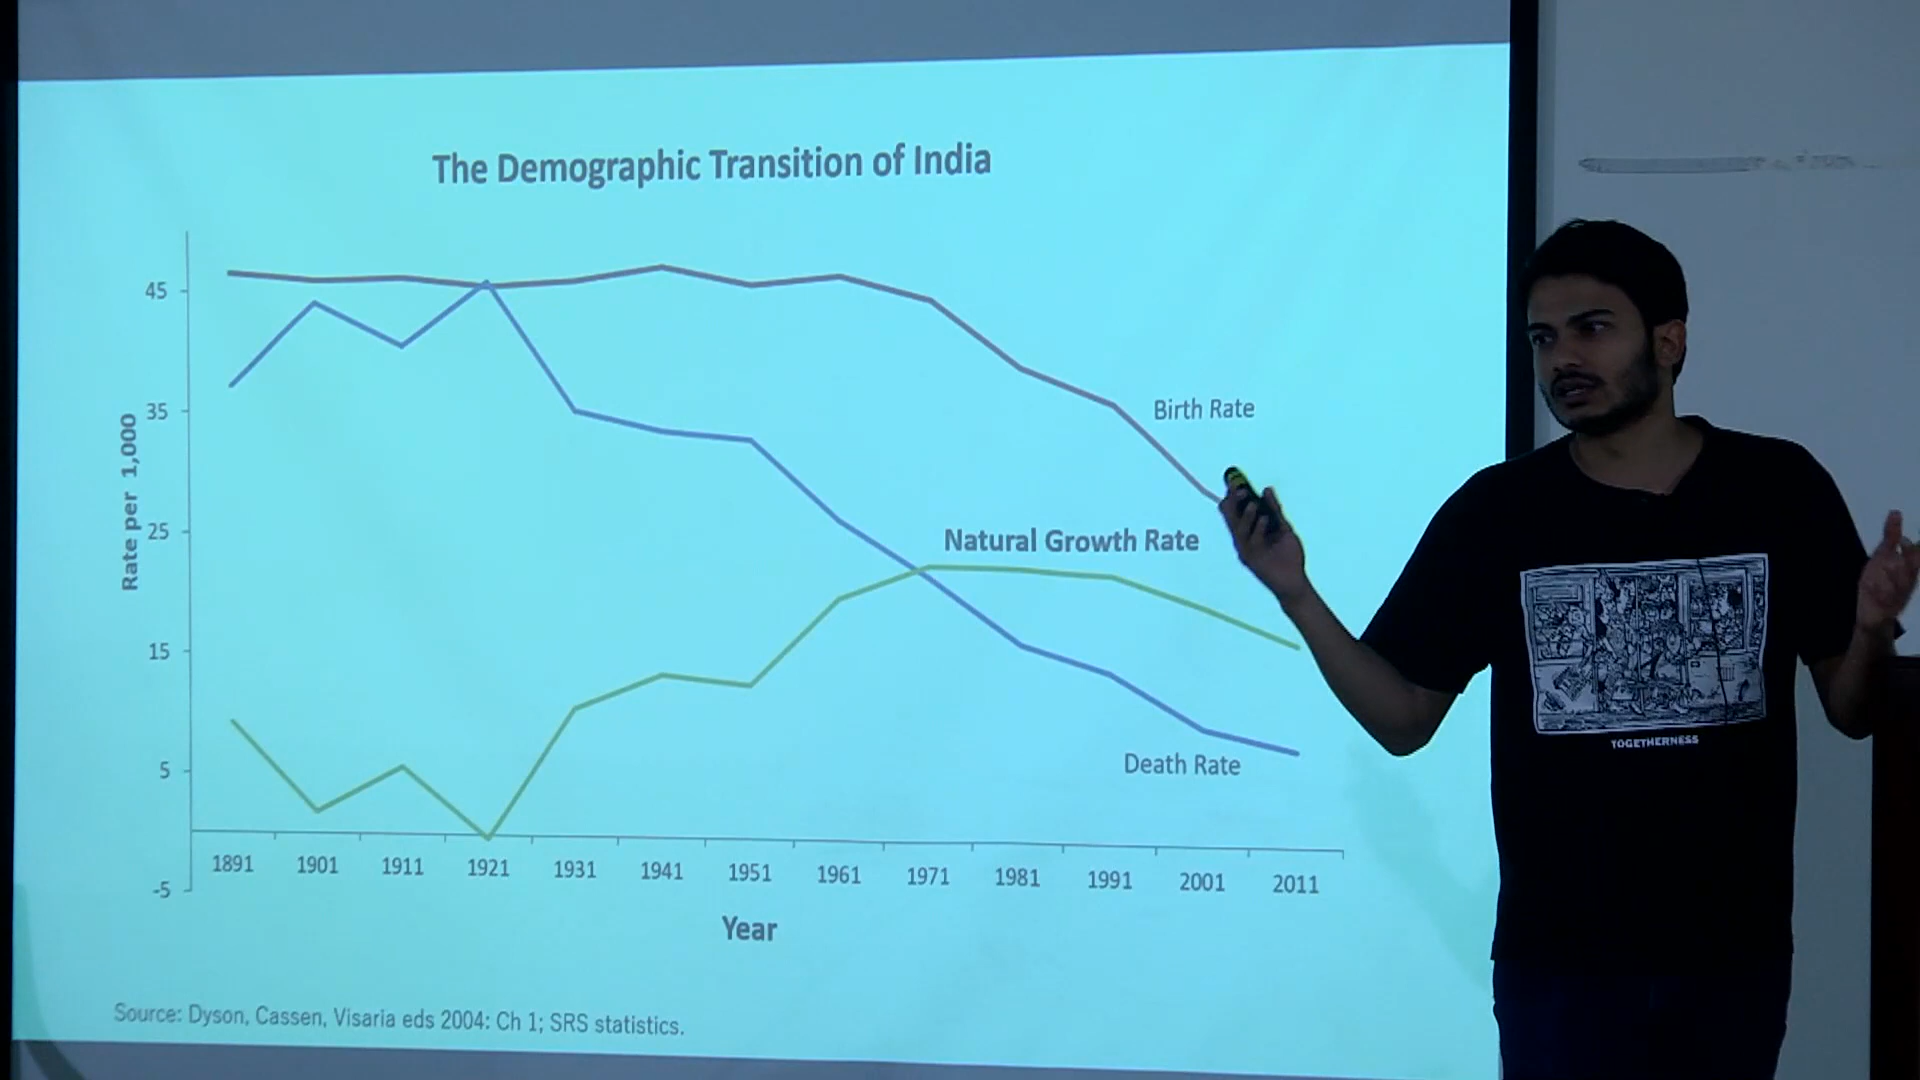 The Demographic Transition of India
45
35
25
15
5
-5
Rate per 1,000
Birth Rate
Natural Growth Rate
Death Rate
1891 1901 1911 1921 1931 1941 1951 1961 1971 1981 1991 2001 2011
Year
Source: Dyson, Cassen, Visaria eds 2004: Ch 1; SRS statistics.
TOGETHERNESS